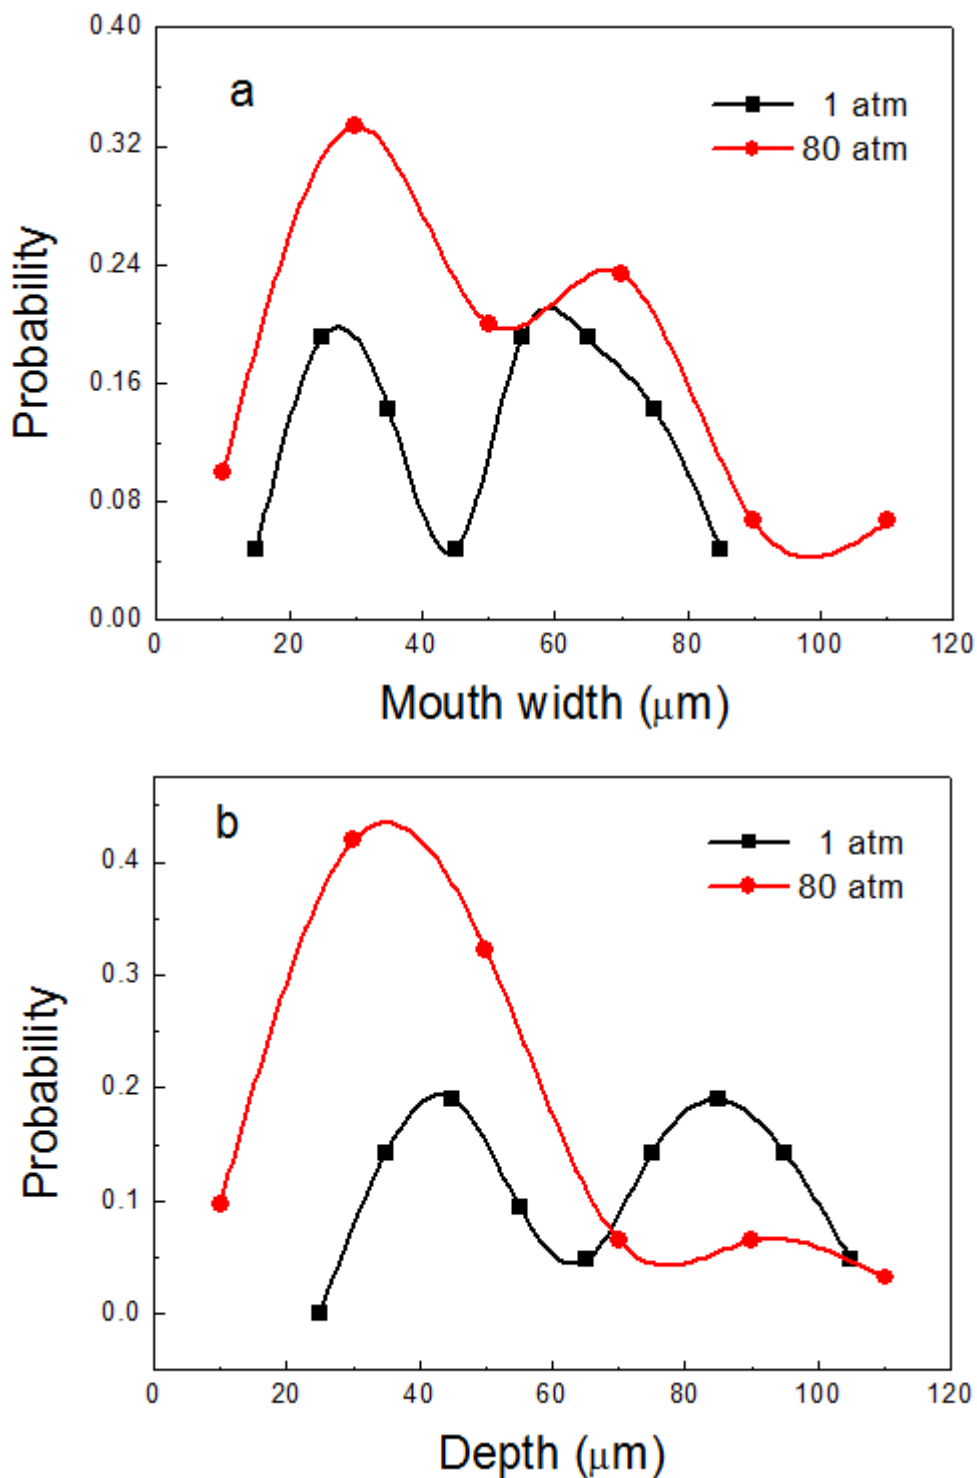 a
1 atm
80 atm
Probability
0.40
0.32
0.24
0.16
0.08
0.00
0 20 40 60 80 100 120
Mouth width (μm)
b
1 atm
80 atm
Probability
0.4
0.3
0.2
0.1
0.0
0 20 40 60 80 100 120
Depth (μm)